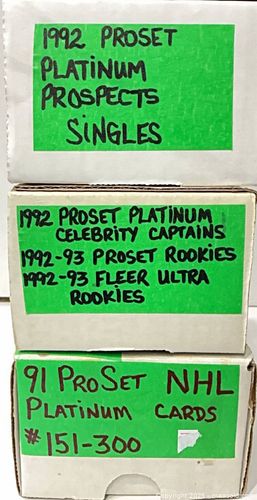 1992 PROSET
PLATINUM
PROSPECTS
SINGLES
1992 PROSET PLATINUM
CELEBRITY CAPTAINS
1992-93 PROSET ROOKIES
1992-93 FLEER ULTRA
ROOKIES
91 PROSET NHL
PLATINUM CARDS
#151-300